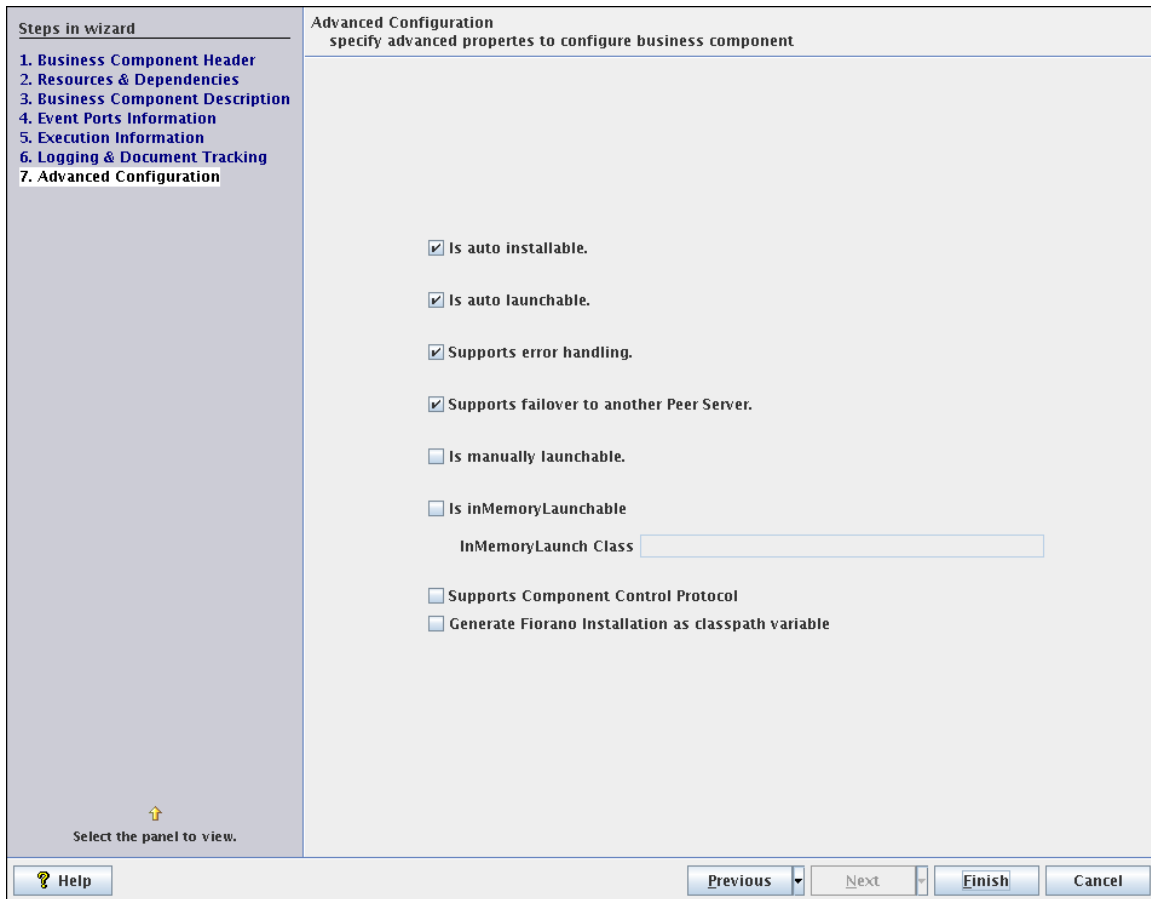 Steps in wizard
1. Business Component Header
2. Resources & Dependencies
3. Business Component Description
4. Event Ports Information
5. Execution Information
6. Logging & Document Tracking
7. Advanced Configuration
Select the panel to view.
Advanced Configuration
specify advanced propertes to configure business component
Is auto installable.
Is auto launchable.
Supports error handling.
Supports failover to another Peer Server.
Is manually launchable.
Is inMemoryLaunchable
InMemoryLaunch Class
Supports Component Control Protocol
Generate Fiorano Installation as classpath variable
? Help
Previous
Next
Finish
Cancel